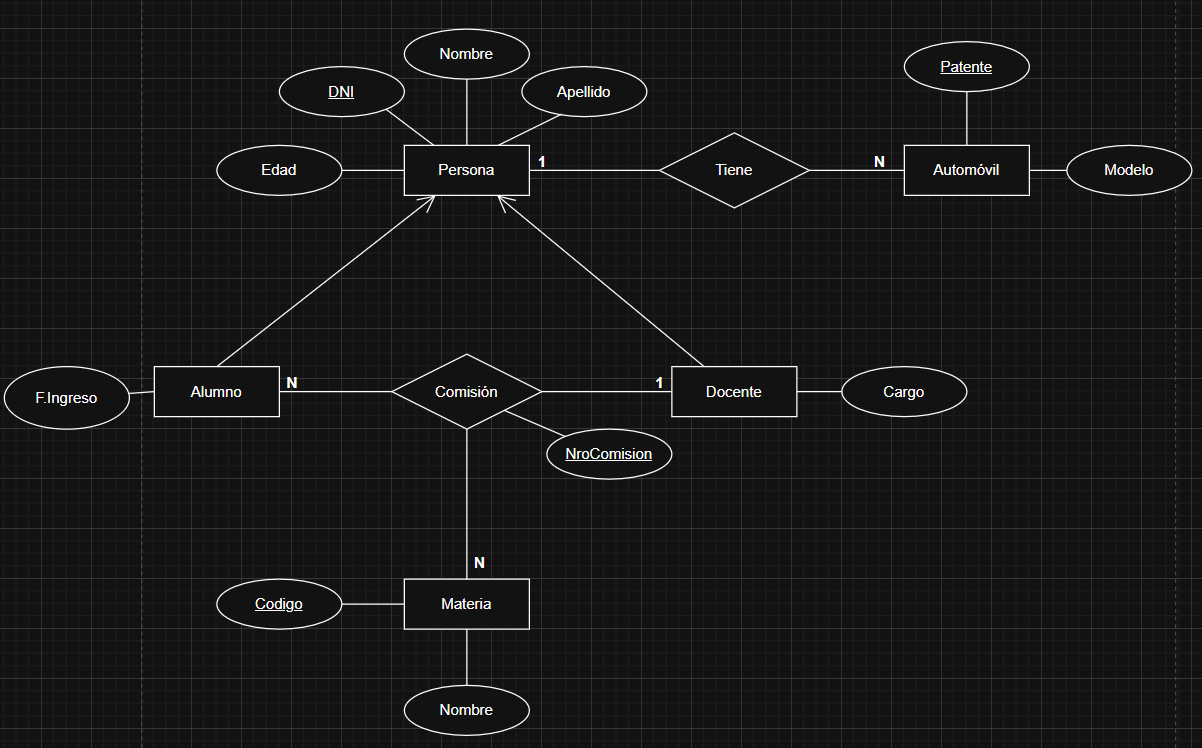 Nombre
Patente
DNI
Apellido
Edad
Persona
1
Tiene
N
Automóvil
Modelo
F.Ingreso
Alumno
N
Comisión
1
Docente
Cargo
NroComision
N
Codigo
Materia
Nombre